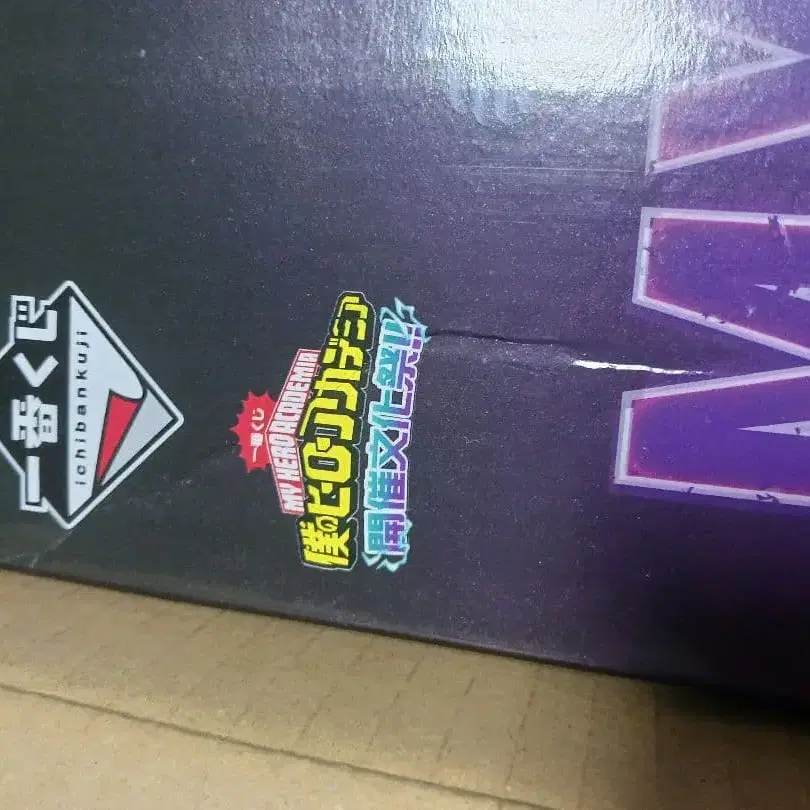 一番くじ
ichibankuji
一番くじ
MY HERO ACADEMIA
僕のヒーローアカデミア
開催文化祭!!